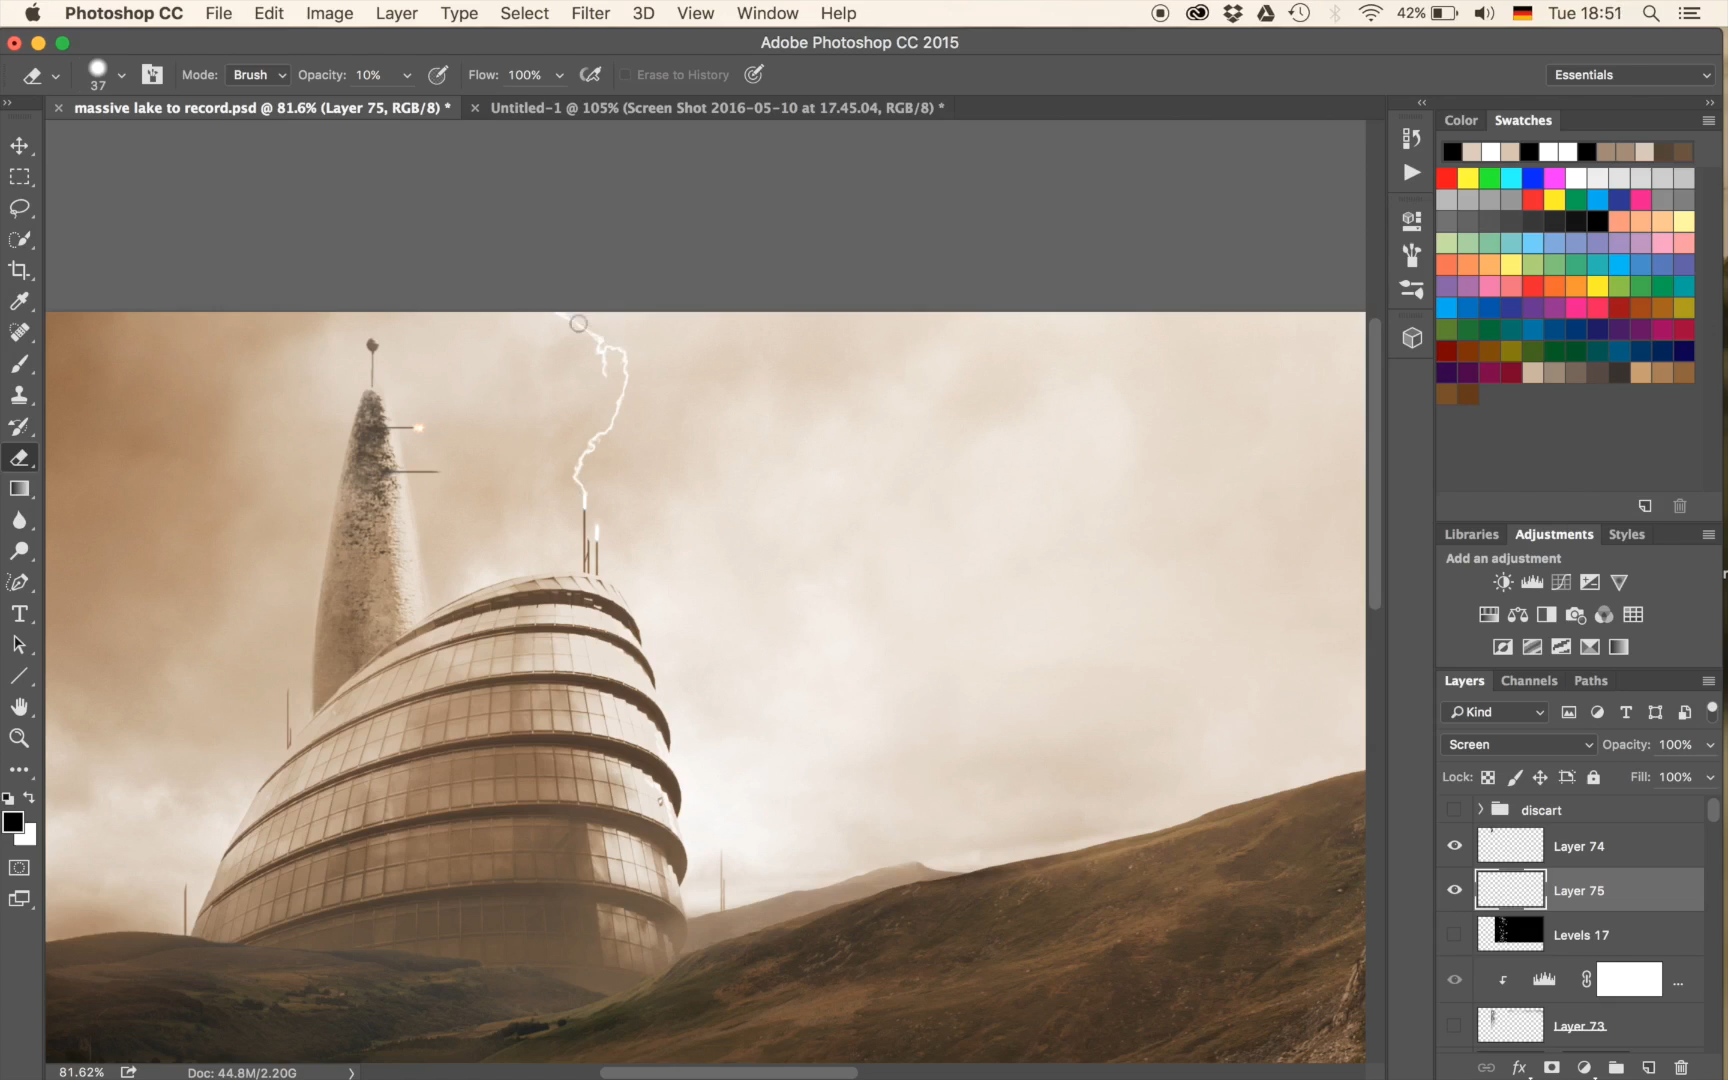 Photoshop CC File Edit Image Layer Type Select Filter 3D View Window Help 42% Tue 18:51
Adobe Photoshop CC 2015
37 Mode: Brush Opacity: 10% Flow: 100% Erase to History Essentials
massive lake to record.psd @ 81.6% (Layer 75, RGB/8) * Untitled-1 @ 105% (Screen Shot 2016-05-10 at 17.45.04, RGB/8) *
Color Swatches
Libraries Adjustments Styles
Add an adjustment
Layers Channels Paths
Kind
Screen Opacity: 100%
Lock: Fill: 100%
discart
Layer 74
Layer 75
Levels 17
...
Layer 73
fx
81.62% Doc: 44.8M/2.20G